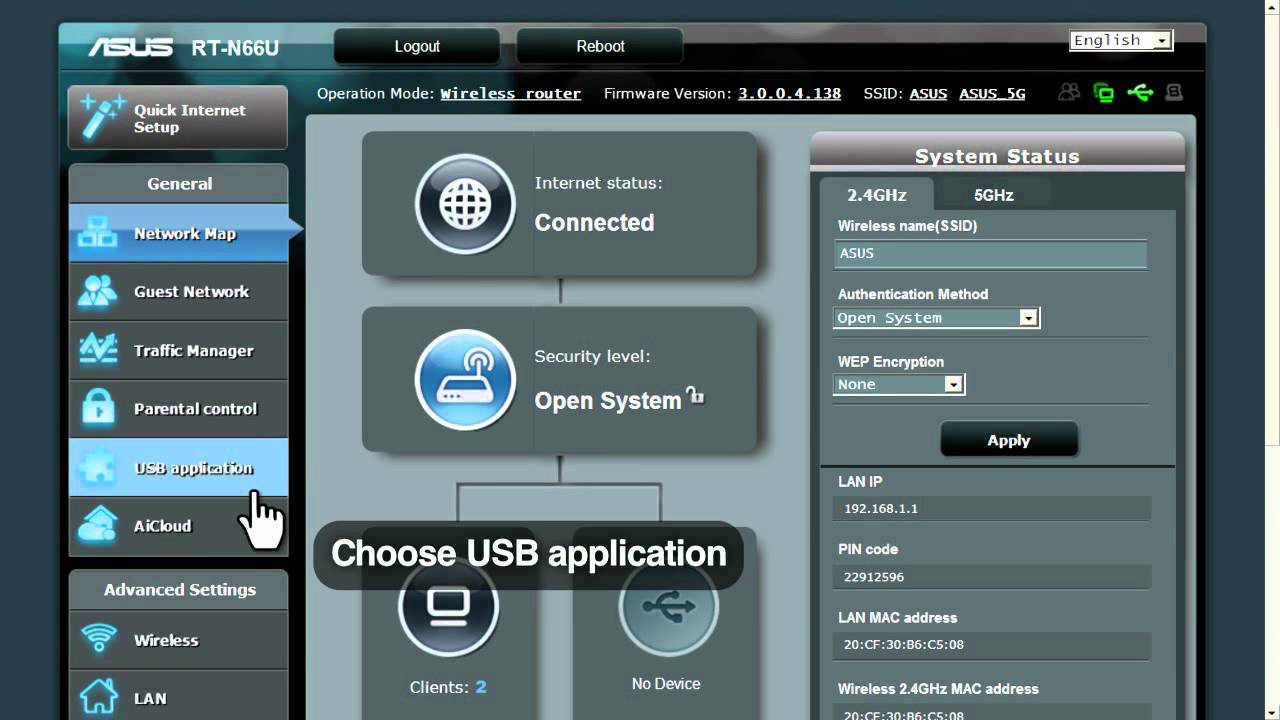 ASUS RT-N66U
Logout
Reboot
English
Quick Internet
Setup
Operation Mode: Wireless router Firmware Version: 3.0.0.4.138 SSID: ASUS ASUS_5G
General
Network Map
Guest Network
Traffic Manager
Parental control
USB application
AiCloud
Advanced Settings
Wireless
LAN
Internet status:
Connected
Security level:
Open System
Choose USB application
Clients: 2
No Device
System Status
2.4GHz
5GHz
Wireless name(SSID)
ASUS
Authentication Method
Open System
WEP Encryption
None
Apply
LAN IP
192.168.1.1
PIN code
22912596
LAN MAC address
20:CF:30:B6:C5:08
Wireless 2.4GHz MAC address
20:CF:30:B6:C5:08